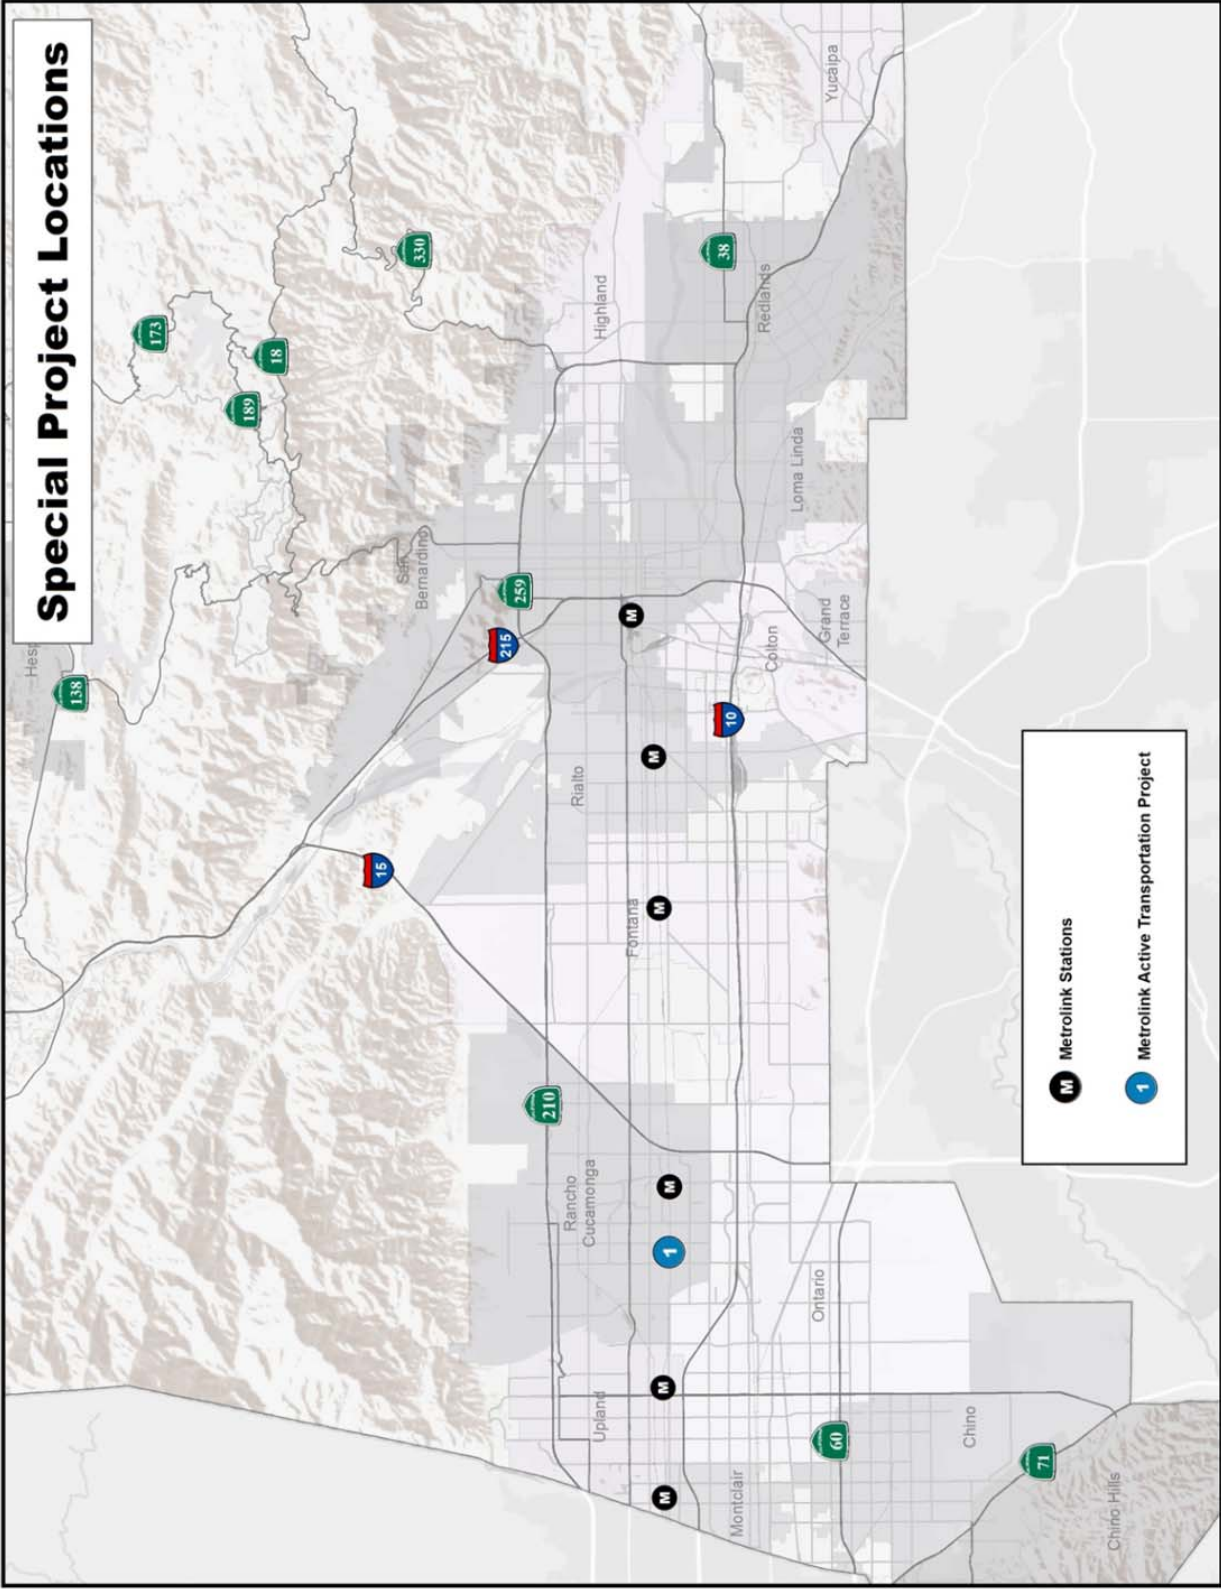 Special Project Locations
Hesp
138
173
18
189
330
San
Bernardino
259
215
15
210
Highland
38
Redlands
Yucaipa
Loma Linda
Grand
Terrace
Colton
10
M
Rialto
M
Fontana
M
Rancho
Cucamonga
M
1
Ontario
Upland
M
M
Montclair
60
Chino
71
Chino Hills
M Metrolink Stations
1 Metrolink Active Transportation Project